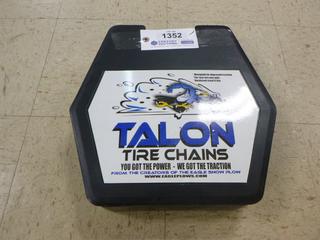 1352
TALON
TIRE CHAINS
YOU GOT THE POWER - WE GOT THE TRACTION
FROM THE CREATORS OF THE EAGLE SNOW PLOW
WWW.EAGLEPLOWS.COM